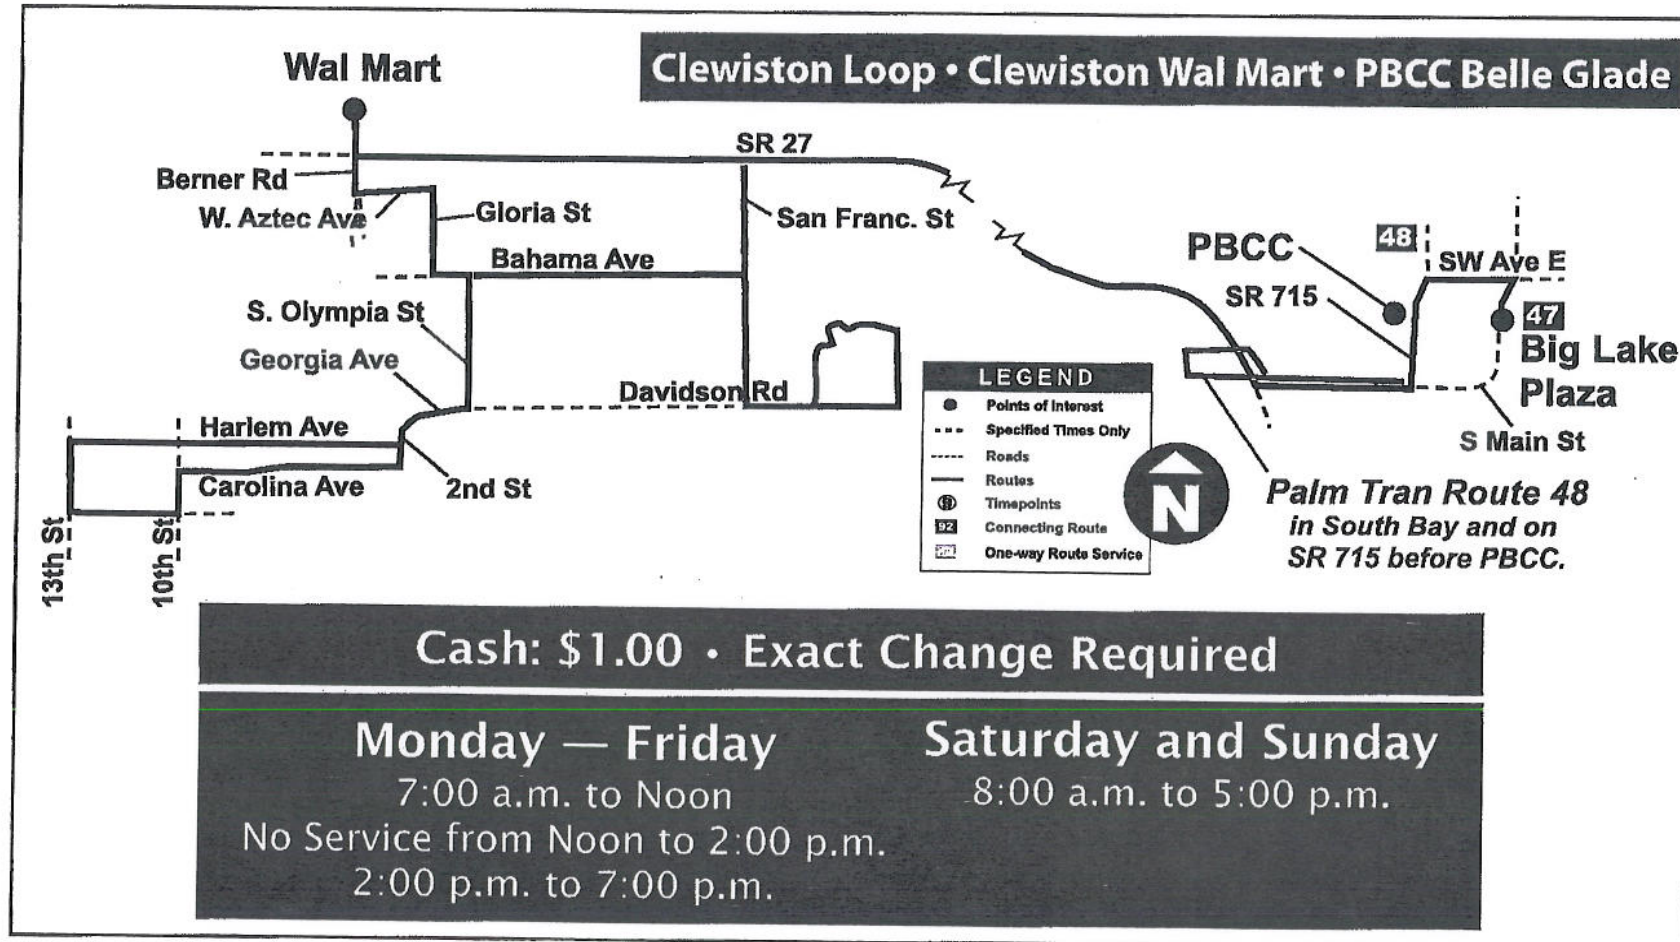 Clewiston Loop • Clewiston Wal Mart • PBCC Belle Glade
Wal Mart
SR 27
Berner Rd
W. Aztec Ave
Gloria St
San Franc. St
Bahama Ave
PBCC
48
SW Ave E
SR 715
47
Big Lake
Plaza
S. Olympia St
Georgia Ave
Davidson Rd
Harlem Ave
Carolina Ave
2nd St
13th St
10th St
S Main St
LEGEND
Points of Interest
Specified Times Only
Roads
Routes
Timepoints
92 Connecting Route
One-way Route Service
N
Palm Tran Route 48
in South Bay and on
SR 715 before PBCC.
Cash: $1.00 • Exact Change Required
Monday — Friday
7:00 a.m. to Noon
No Service from Noon to 2:00 p.m.
2:00 p.m. to 7:00 p.m.
Saturday and Sunday
8:00 a.m. to 5:00 p.m.